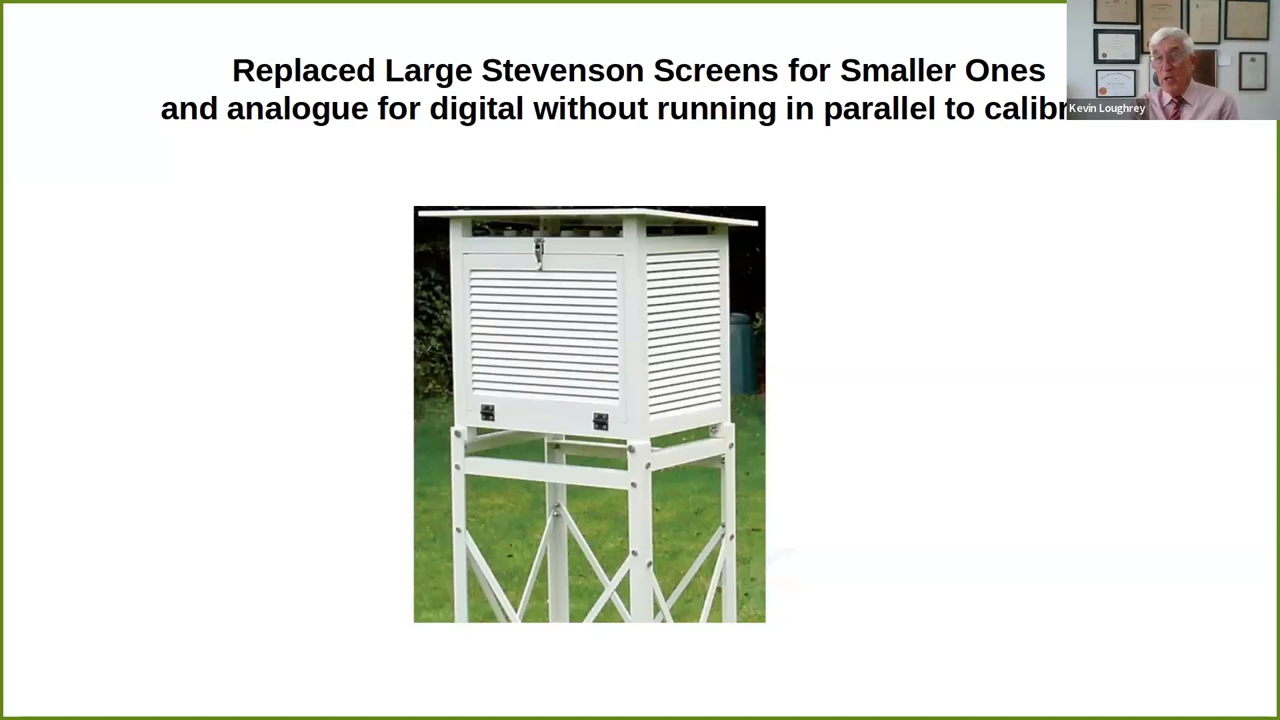 Replaced Large Stevenson Screens for Smaller Ones
and analogue for digital without running in parallel to
Kevin Loughrey